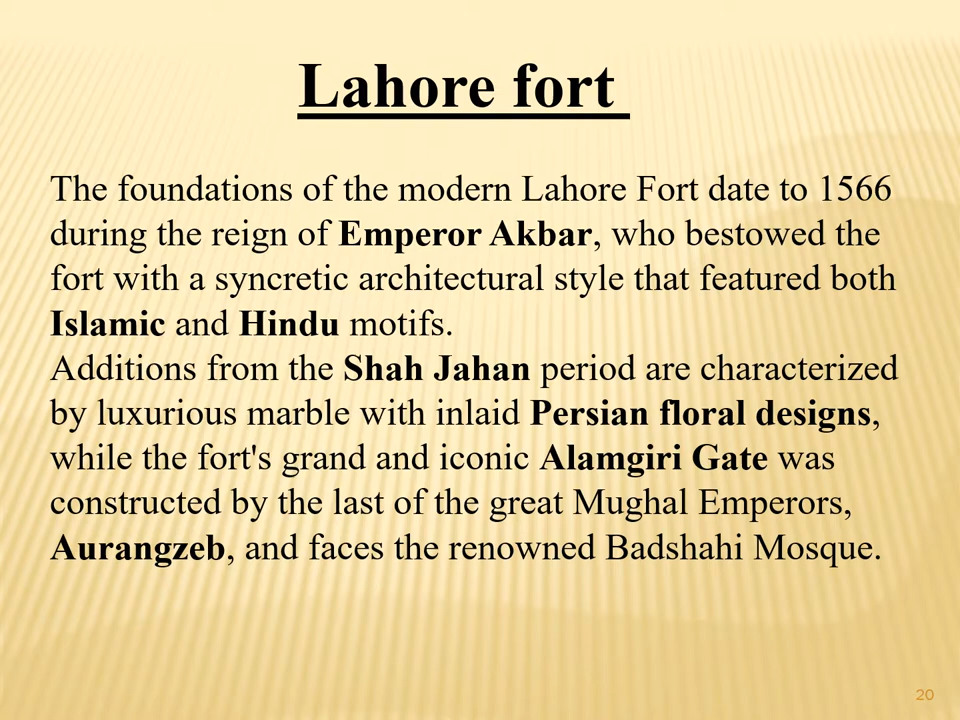 Lahore fort
The foundations of the modern Lahore Fort date to 1566
during the reign of Emperor Akbar, who bestowed the
fort with a syncretic architectural style that featured both
Islamic and Hindu motifs.
Additions from the Shah Jahan period are characterized
by luxurious marble with inlaid Persian floral designs,
while the fort's grand and iconic Alamgiri Gate was
constructed by the last of the great Mughal Emperors,
Aurangzeb, and faces the renowned Badshahi Mosque.
20